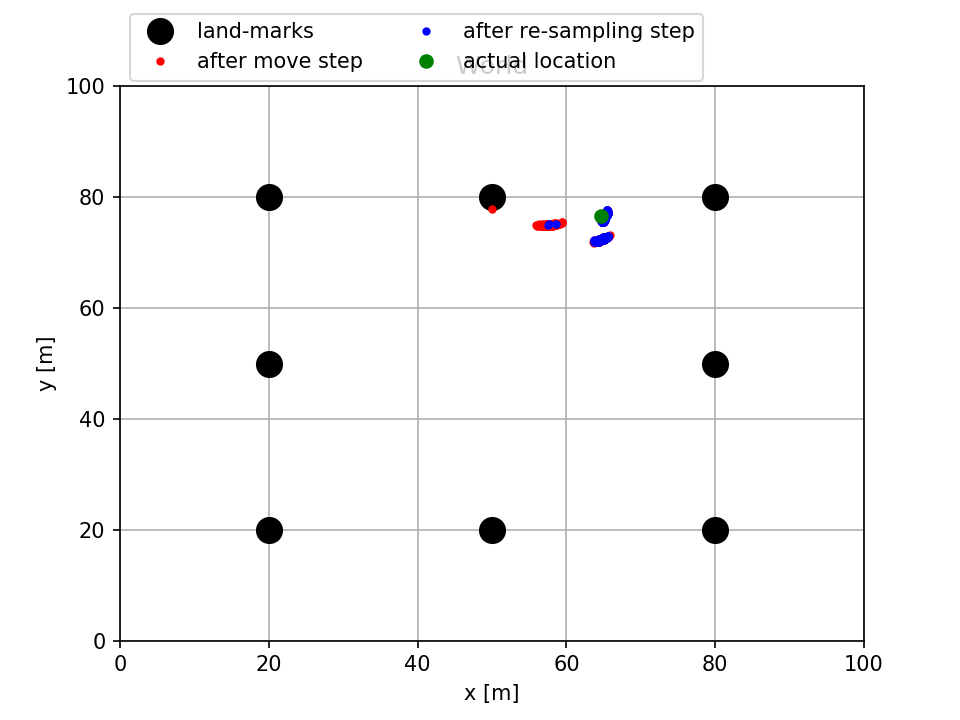 land-marks
after move step
after re-sampling step
actual location
World
100
80
60
40
20
0
y [m]
0 20 40 60 80 100
x [m]